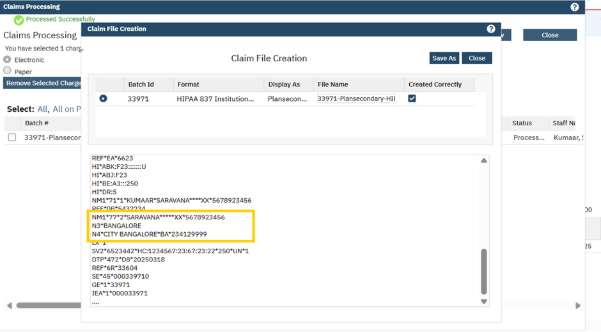 Claims Processing
Processed Successfully
Claims Processing
Close
You have selected 1 charg
Electronic
Paper
Remove Selected Charge
Select: All, All on P
Batch #
Status
Staff Na
33971-Plansecon
Process...
Kumaar, S
Claim File Creation
Claim File Creation
Save As
Close
Batch Id
Format
Display As
File Name
Created Correctly
33971
HIPAA 837 Institution...
Plansecon...
33971-Plansecondary-HI
REF*EA*6623
HI*ABK:F23:::::::U
HI*ABJ:F23
HI*BE:A3:::250
HI*DR:5
NM1*71*1*KUMAAR*SARAVANA****XX*5678923456
REF*0B*5432234
NM1*77*2*SARAVANA*****XX*5678923456
N3*BANGALORE
N4*CITY BANGALORE*BA*234129999
LX*1
SV2*6523442*HC:1234567:23:67:23:22*250*UN*1
DTP*472*D8*20250318
REF*6R*33604
SE*45*000339710
GE*1*33971
IEA*1*000033971
....
00
25